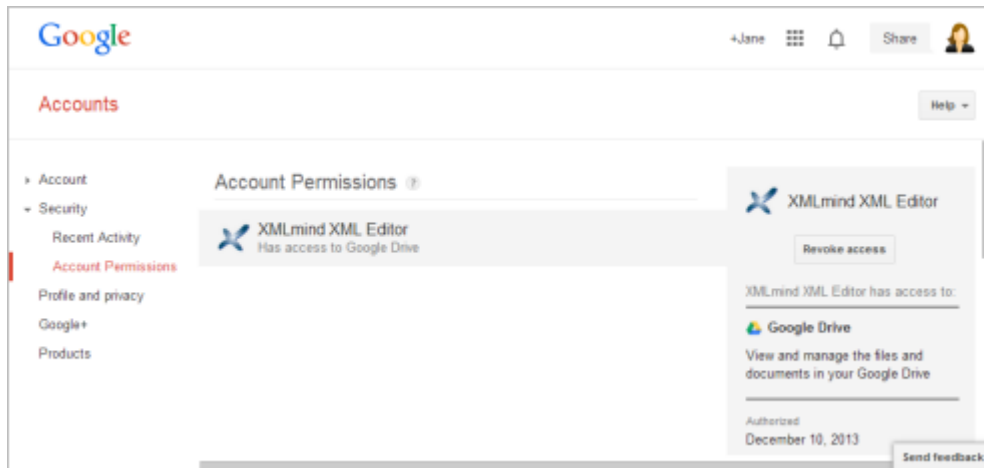 Google
+Jane
Share
Accounts
Help
Account
Security
Recent Activity
Account Permissions
Profile and privacy
Google+
Products
Account Permissions ?
XMLmind XML Editor
Has access to Google Drive
XMLmind XML Editor
Revoke access
XMLmind XML Editor has access to:
Google Drive
View and manage the files and
documents in your Google Drive
Authorized
December 10, 2013
Send feedback